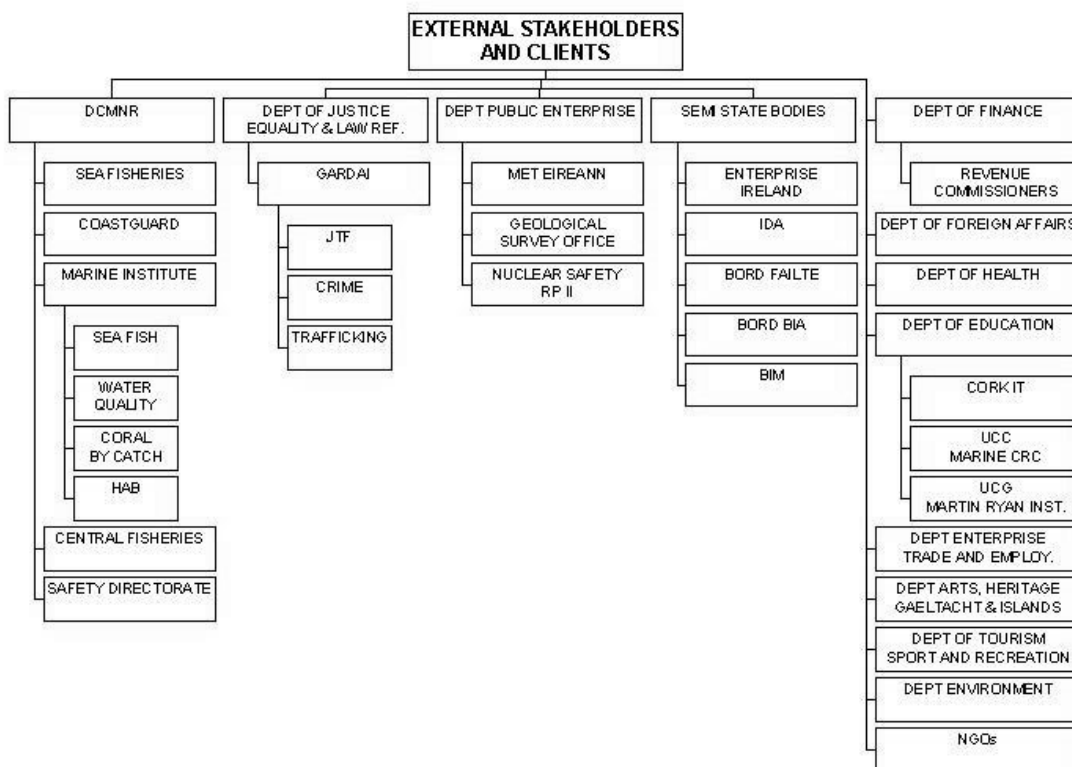 EXTERNAL STAKEHOLDERS
AND CLIENTS
DCMNR
SEA FISHERIES
COASTGUARD
MARINE INSTITUTE
SEA FISH
WATER
QUALITY
CORAL
BY CATCH
HAB
CENTRAL FISHERIES
SAFETY DIRECTORATE
DEPT OF JUSTICE
EQUALITY & LAW REF.
GARDAI
JTF
CRIME
TRAFFICKING
DEPT PUBLIC ENTERPRISE
MET EIREANN
GEOLOGICAL
SURVEY OFFICE
NUCLEAR SAFETY
RP II
SEMI STATE BODIES
ENTERPRISE
IRELAND
IDA
BORD FAILTE
BORD BIA
BIM
DEPT OF FINANCE
REVENUE
COMMISSIONERS
DEPT OF FOREIGN AFFAIRS
DEPT OF HEALTH
DEPT OF EDUCATION
CORK IT
UCC
MARINE CRC
UCG
MARTIN RYAN INST.
DEPT ENTERPRISE
TRADE AND EMPLOY.
DEPT ARTS, HERITAGE
GAELTACHT & ISLANDS
DEPT OF TOURISM
SPORT AND RECREATION
DEPT ENVIRONMENT
NGOs